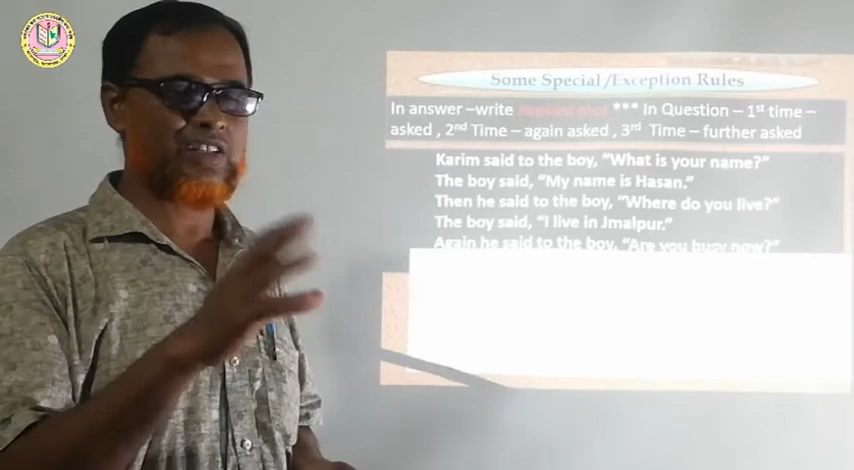 Some Special/Exception Rules
In answer –write *** In Question – 1st time –
asked , 2nd Time –again asked , 3rd Time –further asked
Karim said to the boy, “What is your name?”
The boy said, “My name is Hasan.”
Then he said to the boy, “Where do you live?”
The boy said, “I live in Jmalpur.”
Again he said to the boy, “Are you busy now?”